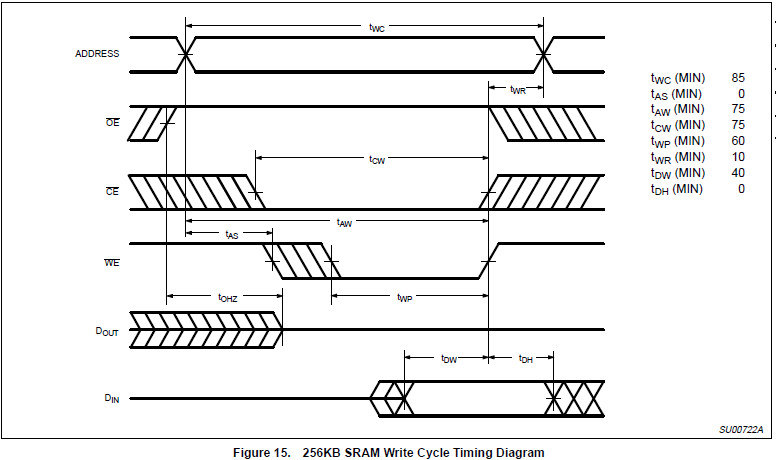 tWC
ADDRESS
tWR
OE
tCW
CE
tAW
tAS
WE
tOHZ
tWP
DOUT
tDW
tDH
DIN
tWC (MIN) 85
tAS (MIN) 0
tAW (MIN) 75
tCW (MIN) 75
tWP (MIN) 60
tWR (MIN) 10
tDW (MIN) 40
tDH (MIN) 0
SU00722A
Figure 15. 256KB SRAM Write Cycle Timing Diagram